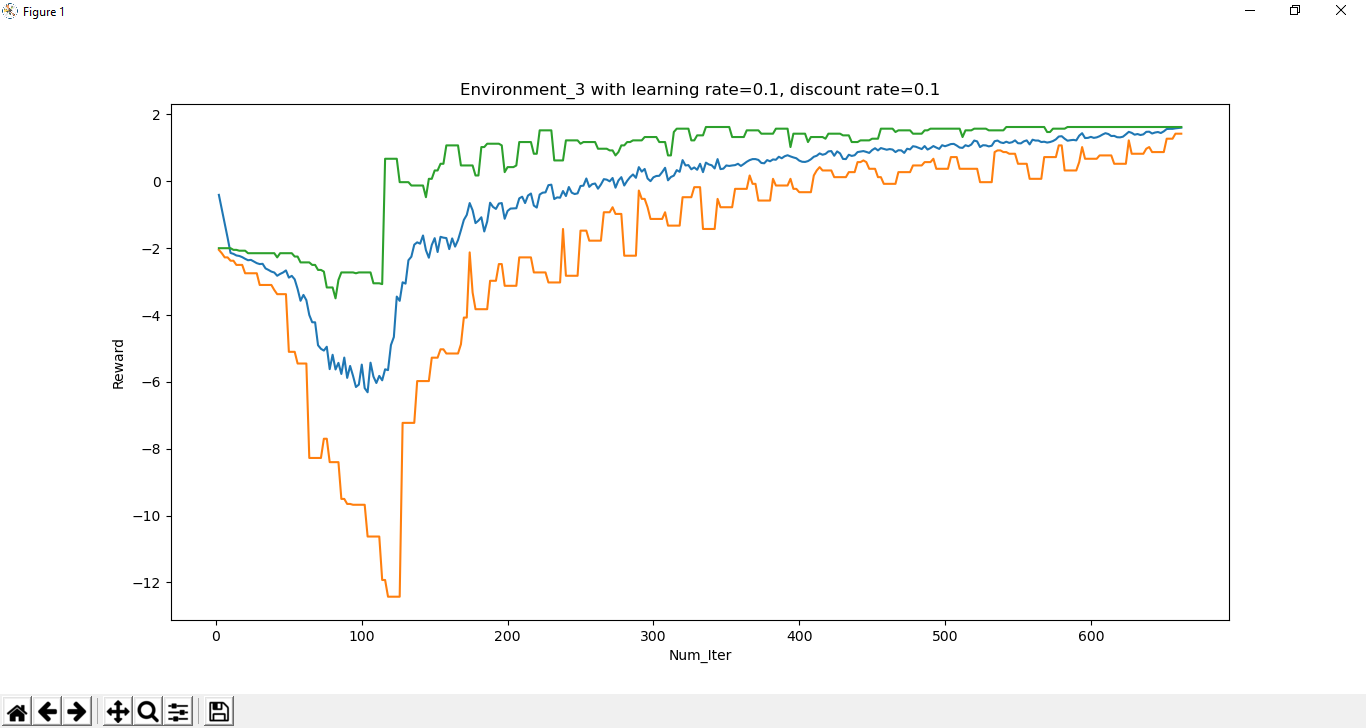 Figure 1
Environment_3 with learning rate=0.1, discount rate=0.1
2
0
−2
−4
−6
−8
−10
−12
Reward
0 100 200 300 400 500 600
Num_Iter